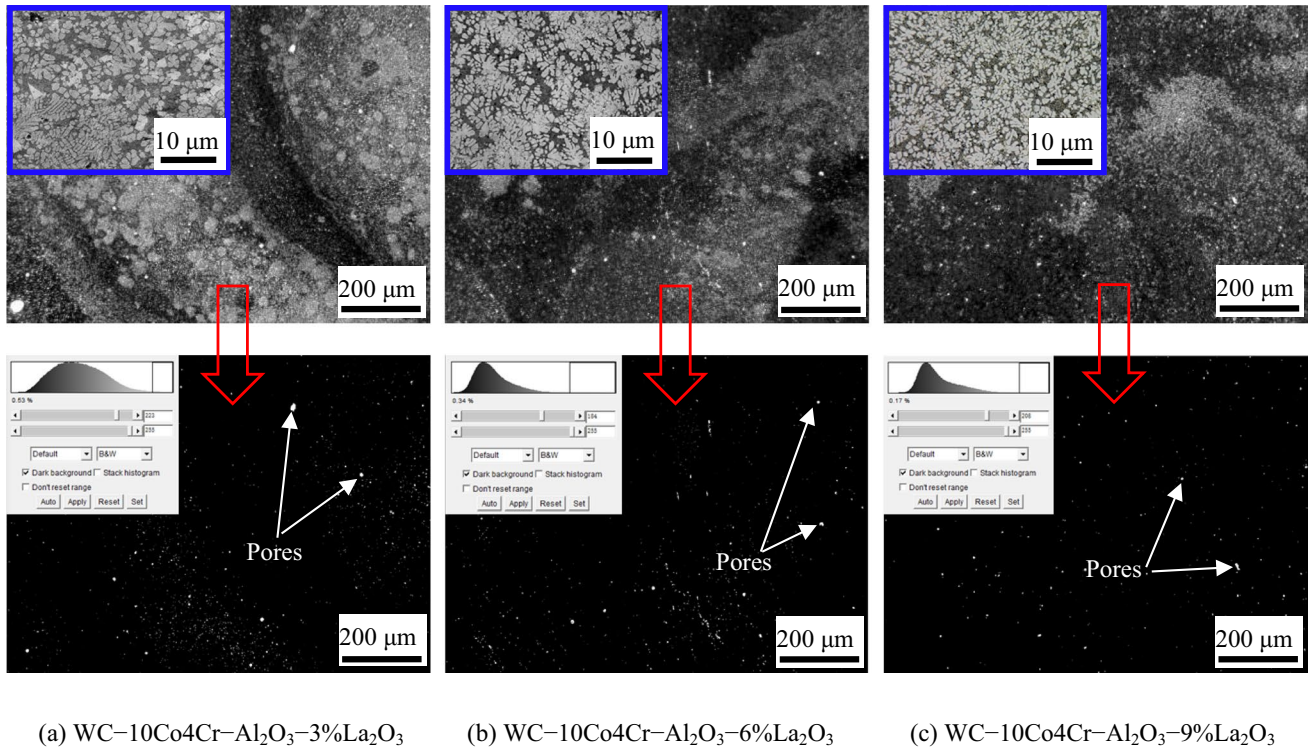 10 μm
200 μm
10 μm
200 μm
10 μm
200 μm
0.53 %
223
255
Default
B&W
Dark background
Stack histogram
Don't reset range
Auto
Apply
Reset
Set
Pores
200 μm
0.34 %
184
255
Default
B&W
Dark background
Stack histogram
Don't reset range
Auto
Apply
Reset
Set
Pores
200 μm
0.17 %
208
255
Default
B&W
Dark background
Stack histogram
Don't reset range
Auto
Apply
Reset
Set
Pores
200 μm
(a) WC−10Co4Cr−Al₂O₃−3%La₂O₃
(b) WC−10Co4Cr−Al₂O₃−6%La₂O₃
(c) WC−10Co4Cr−Al₂O₃−9%La₂O₃